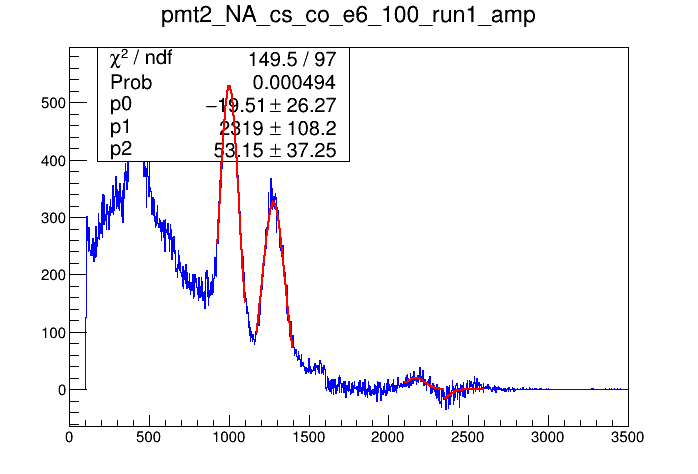 pmt2_NA_cs_co_e6_100_run1_amp
χ² / ndf 149.5 / 97
Prob 0.000494
p0 −19.51 ± 26.27
p1 2319 ± 108.2
p2 53.15 ± 37.25
500
400
300
200
100
0
0 500 1000 1500 2000 2500 3000 3500